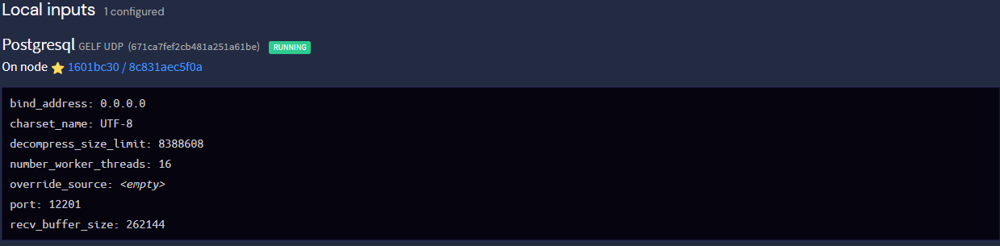 Local inputs 1 configured
Postgresql GELF UDP (671ca7fef2cb481a251a61be) RUNNING
On node 1601bc30 / 8c831aec5f0a
bind_address: 0.0.0.0
charset_name: UTF-8
decompress_size_limit: 8388608
number_worker_threads: 16
override_source: <empty>
port: 12201
recv_buffer_size: 262144